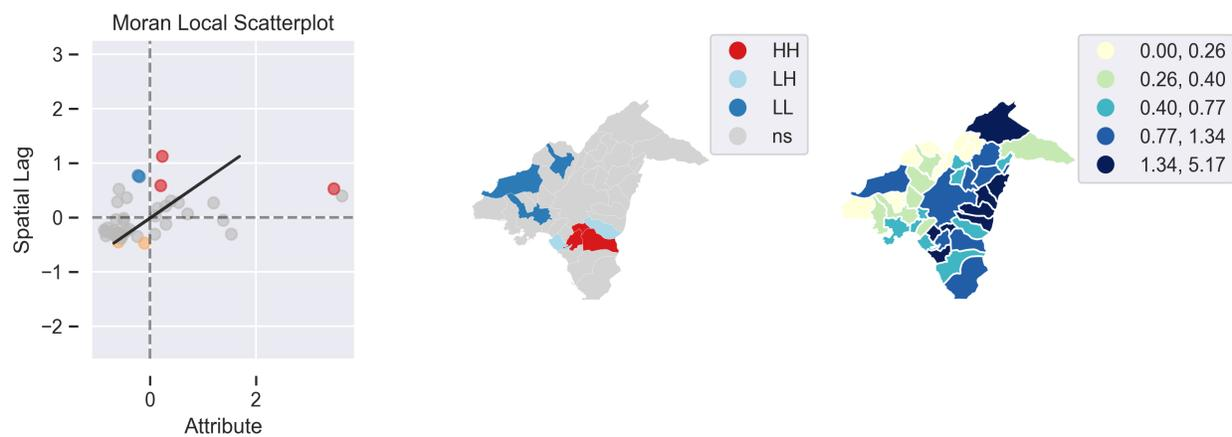 Moran Local Scatterplot
3
2
1
0
−1
−2
Spatial Lag
0 2
Attribute
HH
LH
LL
ns
0.00, 0.26
0.26, 0.40
0.40, 0.77
0.77, 1.34
1.34, 5.17